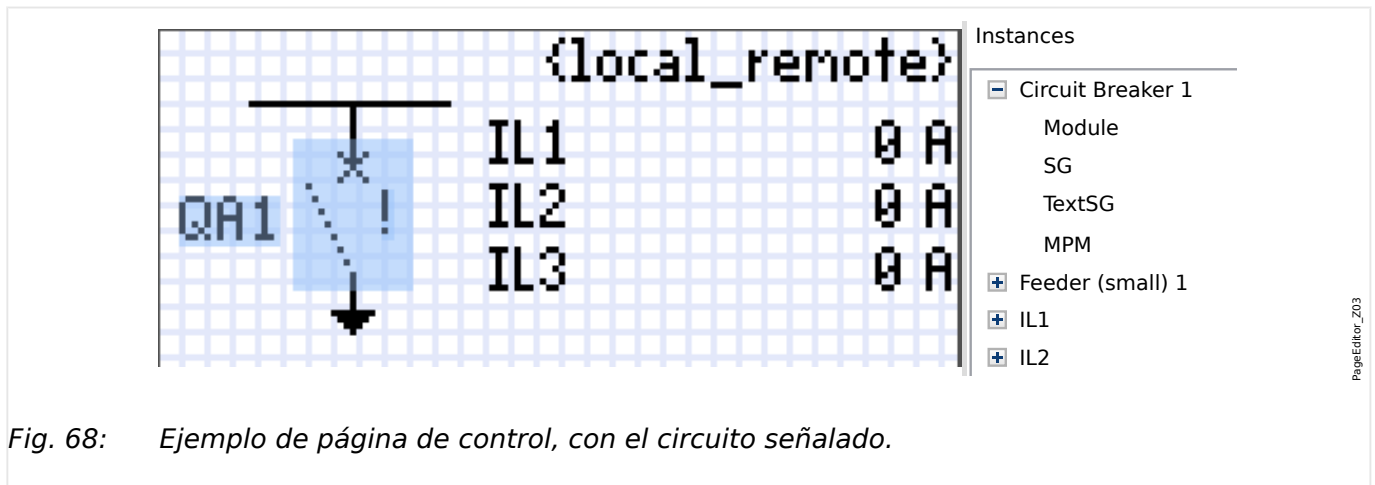 {local_remote}
IL1 0 A
QA1 ! IL2 0 A
IL3 0 A
Instances
Circuit Breaker 1
Module
SG
TextSG
MPM
Feeder (small) 1
IL1
IL2
PageEditor_Z03
Fig. 68: Ejemplo de página de control, con el circuito señalado.